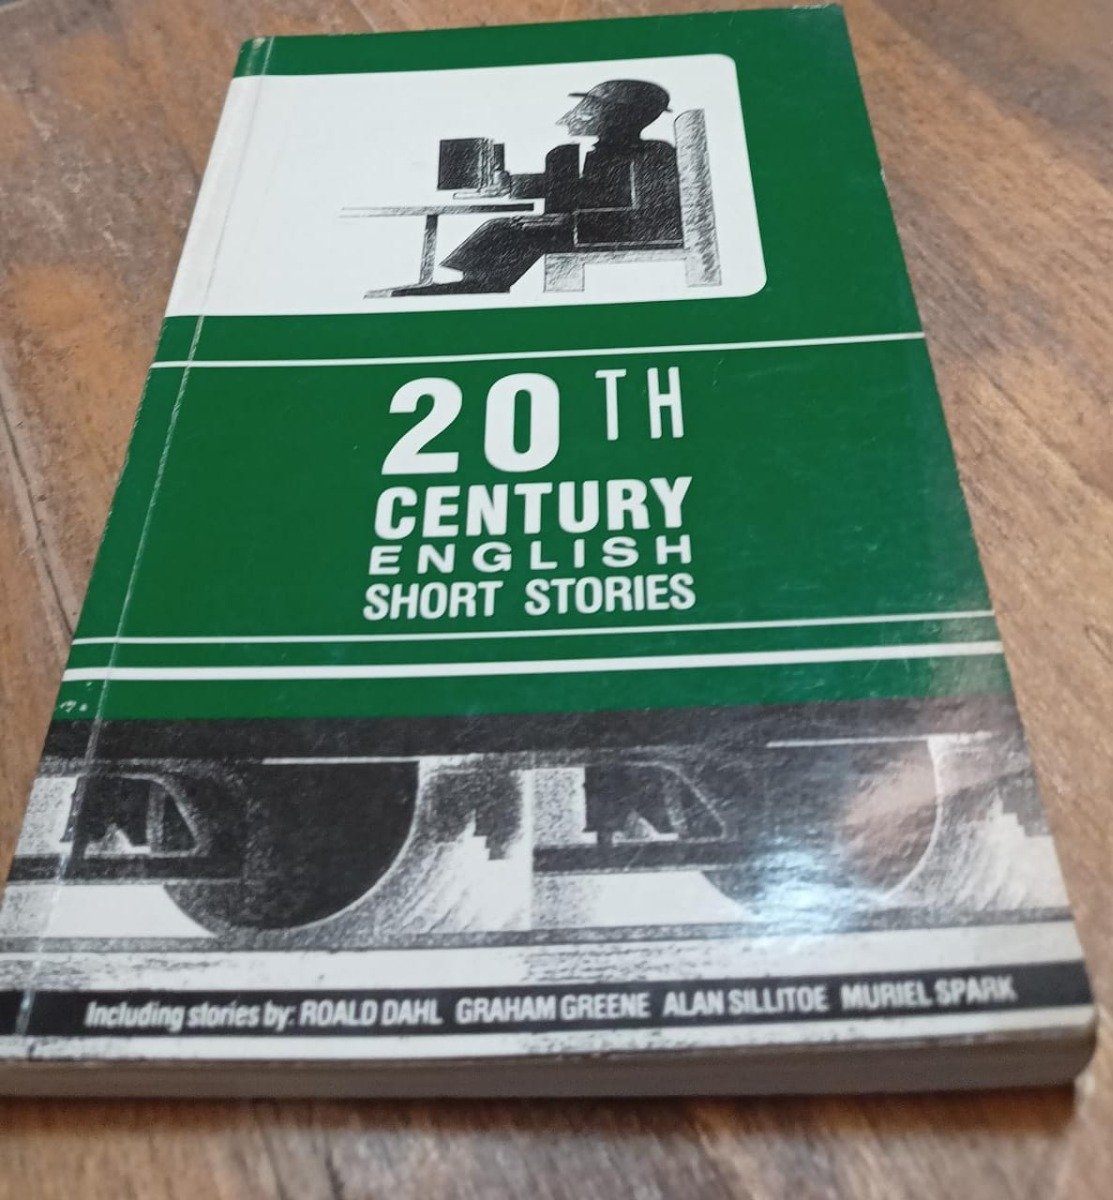 20TH
CENTURY
ENGLISH
SHORT STORIES
Including stories by: ROALD DAHL GRAHAM GREENE ALAN SILLITOE MURIEL SPARK